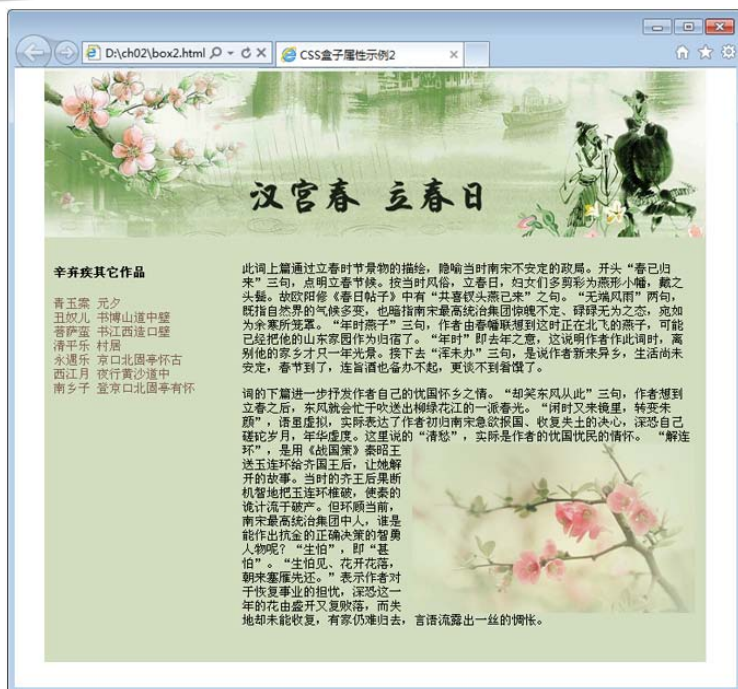 D:\ch02\box2.html
CSS盒子属性示例2
汉宫春 立春日
辛弃疾其它作品
青玉案 元夕
丑奴儿 书博山道中壁
菩萨蛮 书江西造口壁
清平乐 村居
永遇乐 京口北固亭怀古
西江月 夜行黄沙道中
南乡子 登京口北固亭有怀
此词上篇通过立春时节景物的描绘，隐喻当时南宋不安定的政局。开头“春已归
来”三句，点明立春节候。按当时风俗，立春日，妇女们多剪彩为燕形小幡，戴之
头鬓。故欧阳修《春日帖子》中有“共喜钗头燕已来”之句。“无端风雨”两句，
既指自然界的气候多变，也暗指南宋最高统治集团惊魄不定、碌碌无为之态，宛如
为余寒所笼罩。“年时燕子”三句，作者由春幡联想到这时正在北飞的燕子，可能
已经把他的山东家园作为归宿了。“年时”即去年之意，这说明作者作此词时，离
别他的家乡才只一年光景。接下去“浑未办”三句，是说作者新来异乡，生活尚未
安定，春节到了，连旨酒也备办不起，更谈不到肴馔了。
词的下篇进一步抒发作者自己的忧国怀乡之情。“却笑东风从此”三句，作者想到
立春之后，东风就会忙于吹送出柳绿花江的一派春光。“闲时又来镜里，转变朱
颜”，语虽虚拟，实际表达了作者初归南宋急欲报国、收复失土的决心，深恐自己
磋砣岁月，年华虚度。这里说的“清愁”，实际是作者的忧国忧民的情怀。 “解连
环”，是用《战国策》秦昭王
送玉连环给齐国王后，让她解
开的故事。当时的齐王后果断
机智地把玉连环椎破，使秦的
诡计流于破产。但环顾当前，
南宋最高统治集团中人，谁是
能作出抗金的正确决策的智勇
人物呢？“生怕”，即“甚
怕”。“生怕见、花开花落，
朝来塞雁先还。”表示作者对
于恢复事业的担忧，深恐这一
年的花由盛开又复败落，而失
地却未能收复，有家仍难归去，言语流露出一丝的惆怅。